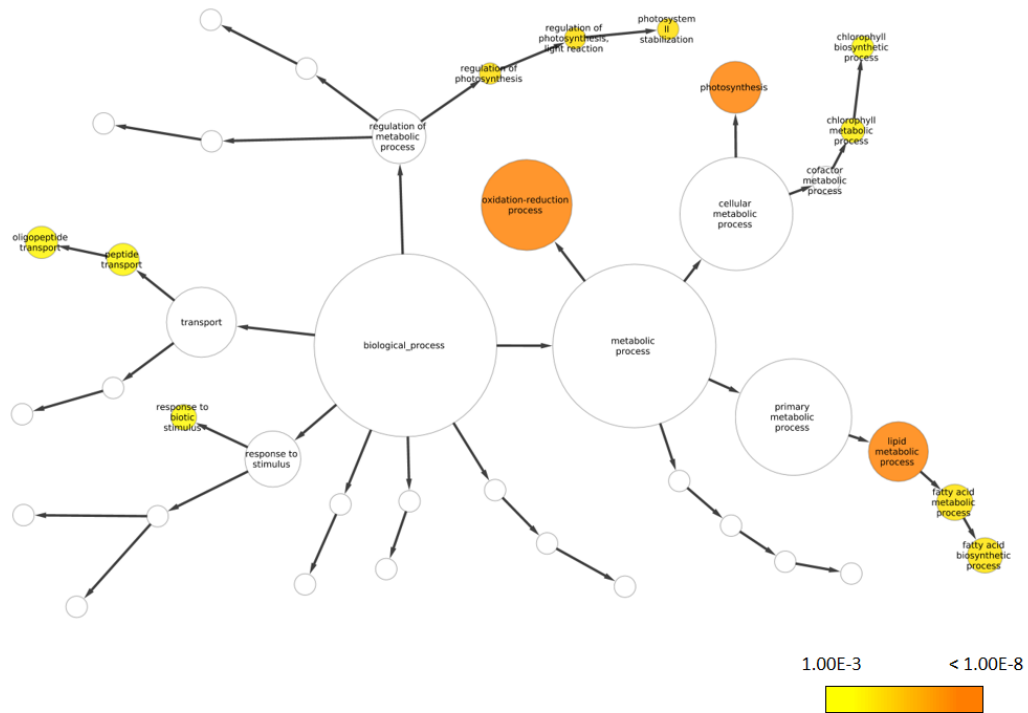 photosystem
II
stabilization
regulation of
photosynthesis,
light reaction
regulation of
photosynthesis
chlorophyll
biosynthetic
process
photosynthesis
chlorophyll
metabolic
process
regulation of
metabolic
process
cofactor
metabolic
process
oxidation-reduction
process
cellular
metabolic
process
oligopeptide
transport
peptide
transport
transport
biological_process
metabolic
process
response to
biotic
stimulus
response to
stimulus
primary
metabolic
process
lipid
metabolic
process
fatty acid
metabolic
process
fatty acid
biosynthetic
process
1.00E-3
< 1.00E-8